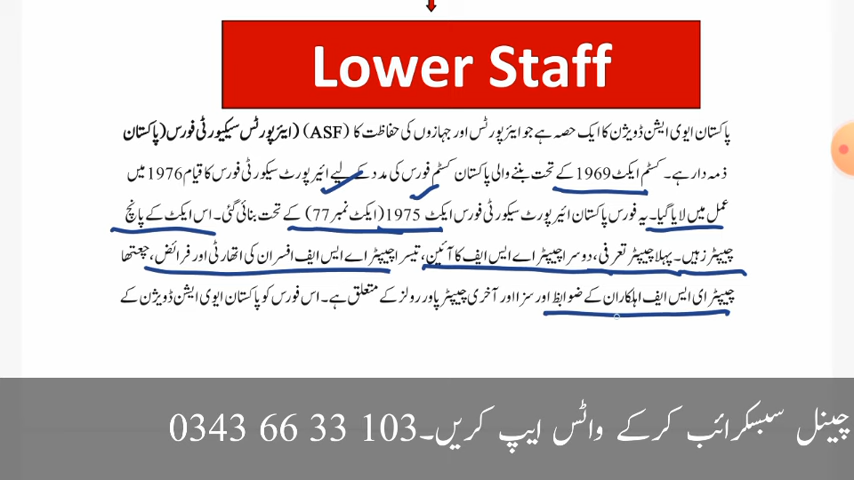 Lower Staff
پاکستان ایوی ایشن ڈویژن کا ایک حصہ ہے جو ایئرپورٹس اور جہازوں کی حفاظت کا (ASF) (ایئرپورٹس سیکیورٹی فورس (پاکستان
ذمہ دار ہے۔ کسٹم ایکٹ 1969 کے تحت بننے والی پاکستان کسٹم فورس کی مدد کے لیے ائیرپورٹ سیکورٹی فورس کا قیام 1976 میں
عمل میں لایا گیا۔ یہ فورس پاکستان ائیرپورٹ سیکورٹی فورس ایکٹ 1975 (ایکٹ نمبر 77) کے تحت بنائی گئی۔ اس ایکٹ کے پانچ
چیپٹرز ہیں۔ پہلا چیپٹر تعرفی، دوسرا چیپٹر اے ایس ایف کا آئین، تیسرا چیپٹر اے ایس ایف افسران کی اتھارٹی اور فرائض، چوتھا
چیپٹر ای ایس ایف اہلکاران کے ضوابط اور سزا اور آخری چیپٹر پاور رولز کے متعلق ہے۔ اس فورس کو پاکستان ایوی ایشن ڈویژن کے
چینل سبسکرائب کرکے واٹس ایپ کریں۔ 0343 66 33 103